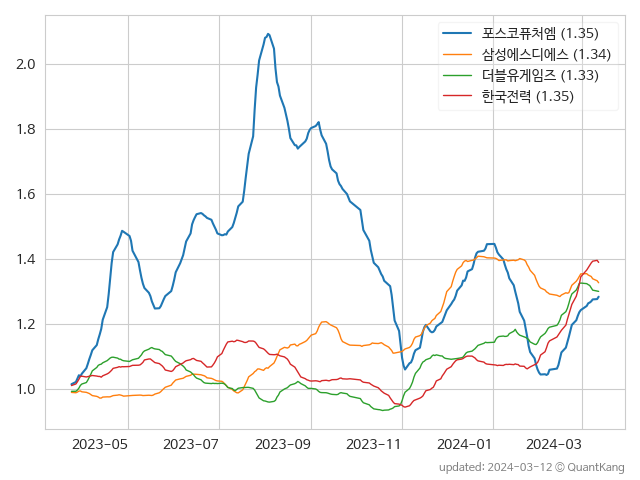 포스코퓨처엠 (1.35)
삼성에스디에스 (1.34)
더블유게임즈 (1.33)
한국전력 (1.35)
2.0
1.8
1.6
1.4
1.2
1.0
2023-05 2023-07 2023-09 2023-11 2024-01 2024-03
updated: 2024-03-12 © QuantKang